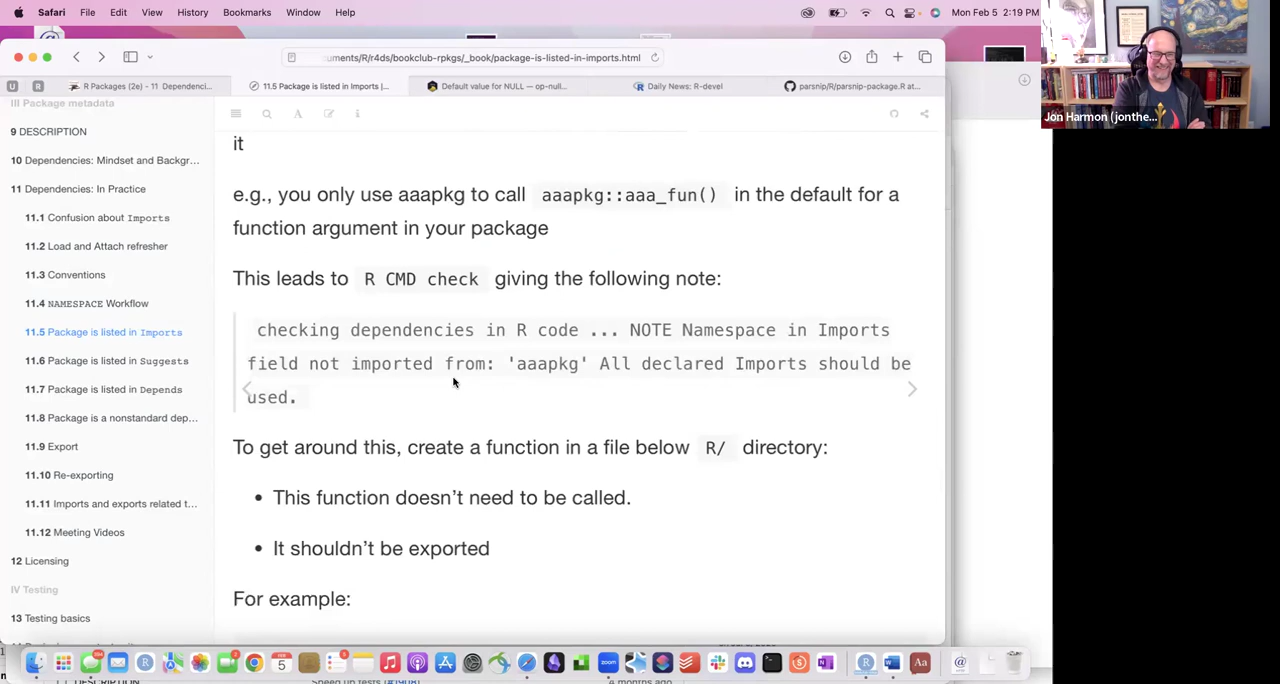 Safari File Edit View History Bookmarks Window Help
Mon Feb 5 2:19 PM
uments/R/r4ds/bookclub-rpkgs/_book/package-is-listed-in-imports.html
U R R Packages (2e) - 11 Dependenci... 11.5 Package is listed in Imports |... Default value for NULL — op-null... Daily News: R-devel parsnip/R/parsnip-package.R at...
Jon Harmon (jonthe...
III Package metadata
9 DESCRIPTION
10 Dependencies: Mindset and Backgr...
11 Dependencies: In Practice
11.1 Confusion about Imports
11.2 Load and Attach refresher
11.3 Conventions
11.4 NAMESPACE Workflow
11.5 Package is listed in Imports
11.6 Package is listed in Suggests
11.7 Package is listed in Depends
11.8 Package is a nonstandard dep...
11.9 Export
11.10 Re-exporting
11.11 Imports and exports related t...
11.12 Meeting Videos
12 Licensing
IV Testing
13 Testing basics
it
e.g., you only use aaapkg to call aaapkg::aaa_fun() in the default for a
function argument in your package
This leads to R CMD check giving the following note:
checking dependencies in R code ... NOTE Namespace in Imports
field not imported from: 'aaapkg' All declared Imports should be
used.
To get around this, create a function in a file below R/ directory:
• This function doesn't need to be called.
• It shouldn't be exported
For example: